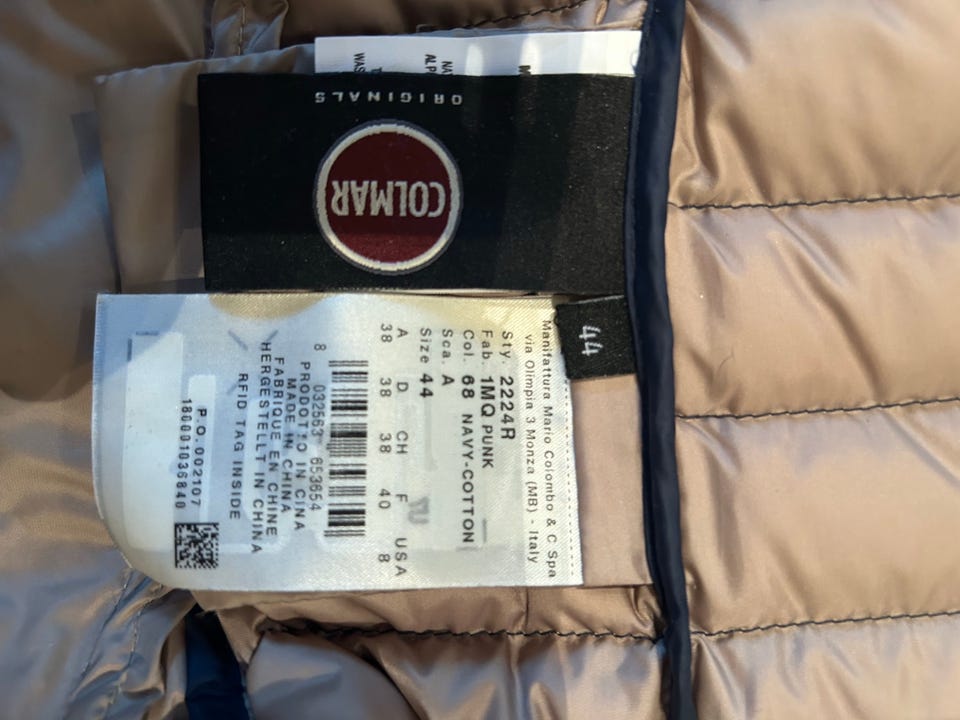 ORIGINALS
COLMAR
44
Manifattura Mario Colombo & C Spa
via Olimpia 3 Monza (MB) - Italy
Sty. 2224R
Fab. 1MQ PUNK
Col. 68 NAVY-COTTON
Sca. A
Size 44
A D CH F USA
38 38 38 40 8
8 032563 653654
PRODOTTO IN CINA
MADE IN CHINA
FABRIQUE EN CHINE
HERGESTELLT IN CHINA
RFID TAG INSIDE
P.O. 002107
180001036840